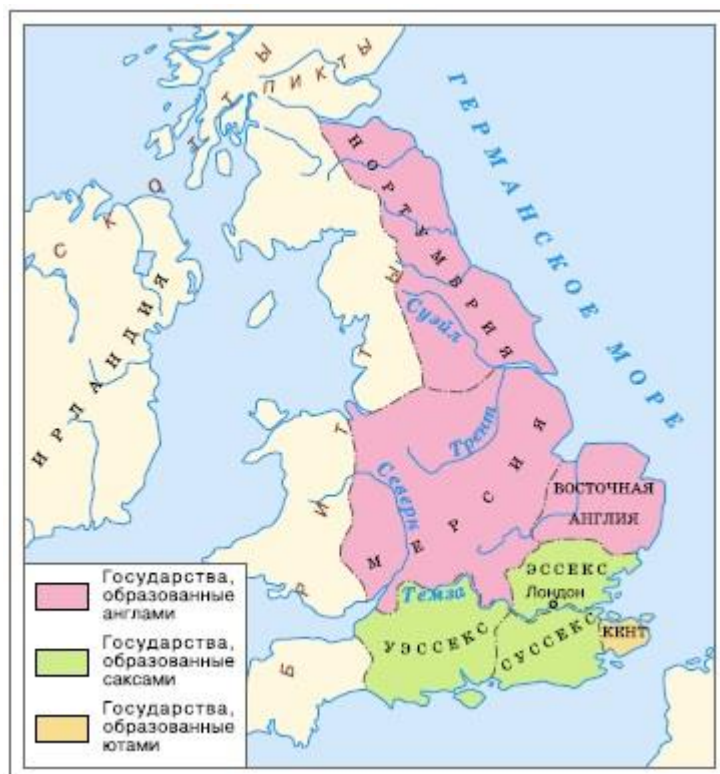 СКОТТЫ
ПИКТЫ
ГЕРМАНСКОЕ МОРЕ
ИРЛАНДИЯ
НОРТУМБРИЯ
БРИТТЫ
Суэйл
Трент
Северн
МЕРСИЯ
ВОСТОЧНАЯ
АНГЛИЯ
ЭССЕКС
Лондон
Темза
УЭССЕКС
СУССЕКС
КЕНТ
Государства,
образованные
англами
Государства,
образованные
саксами
Государства,
образованные
ютами